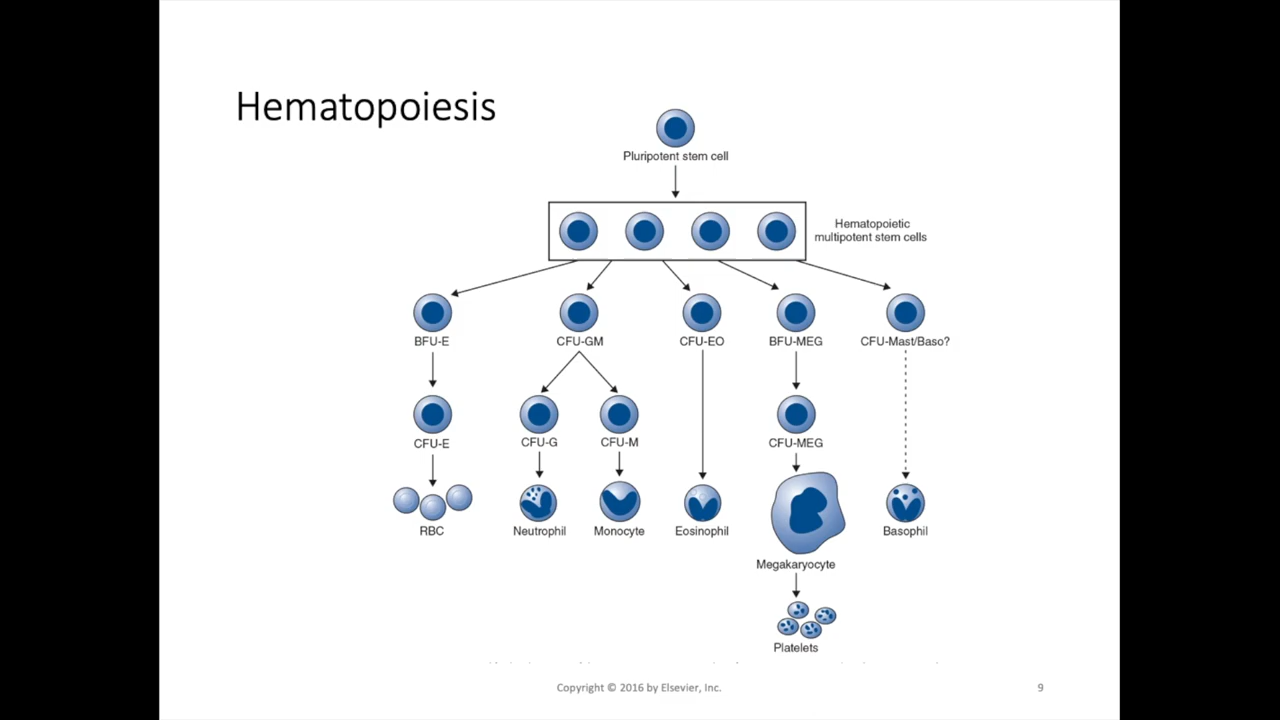 Hematopoiesis
Pluripotent stem cell
Hematopoietic
multipotent stem cells
BFU-E
CFU-GM
CFU-EO
BFU-MEG
CFU-Mast/Baso?
CFU-E
CFU-G
CFU-M
CFU-MEG
RBC
Neutrophil
Monocyte
Eosinophil
Basophil
Megakaryocyte
Platelets
Copyright © 2016 by Elsevier, Inc.
9